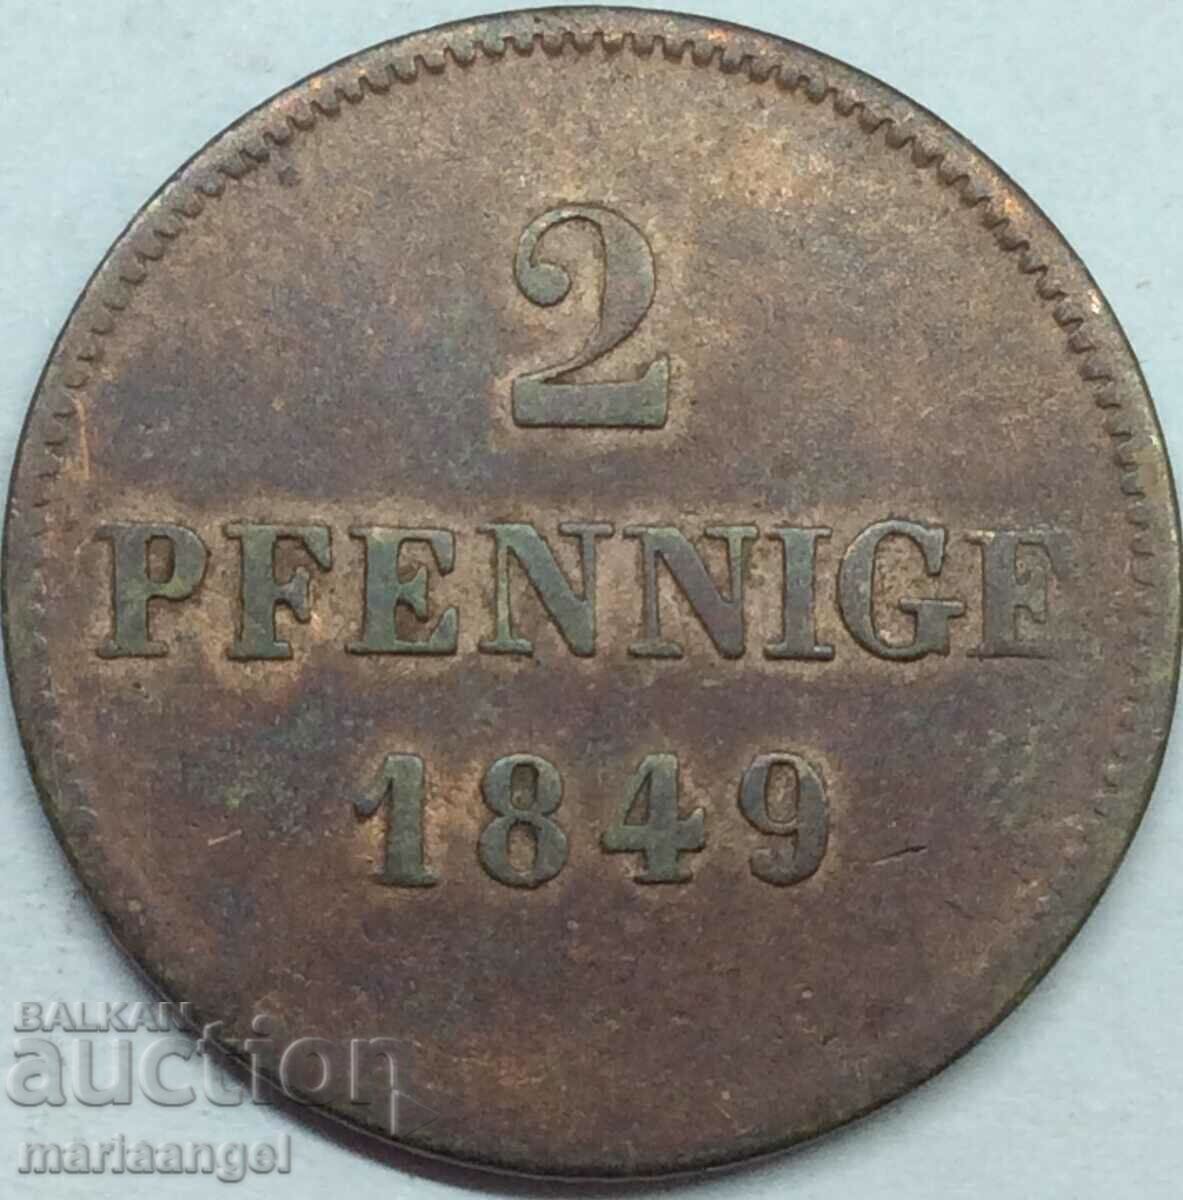 2
PFENNIGE
1849
BALKAN
auction
mariaangel